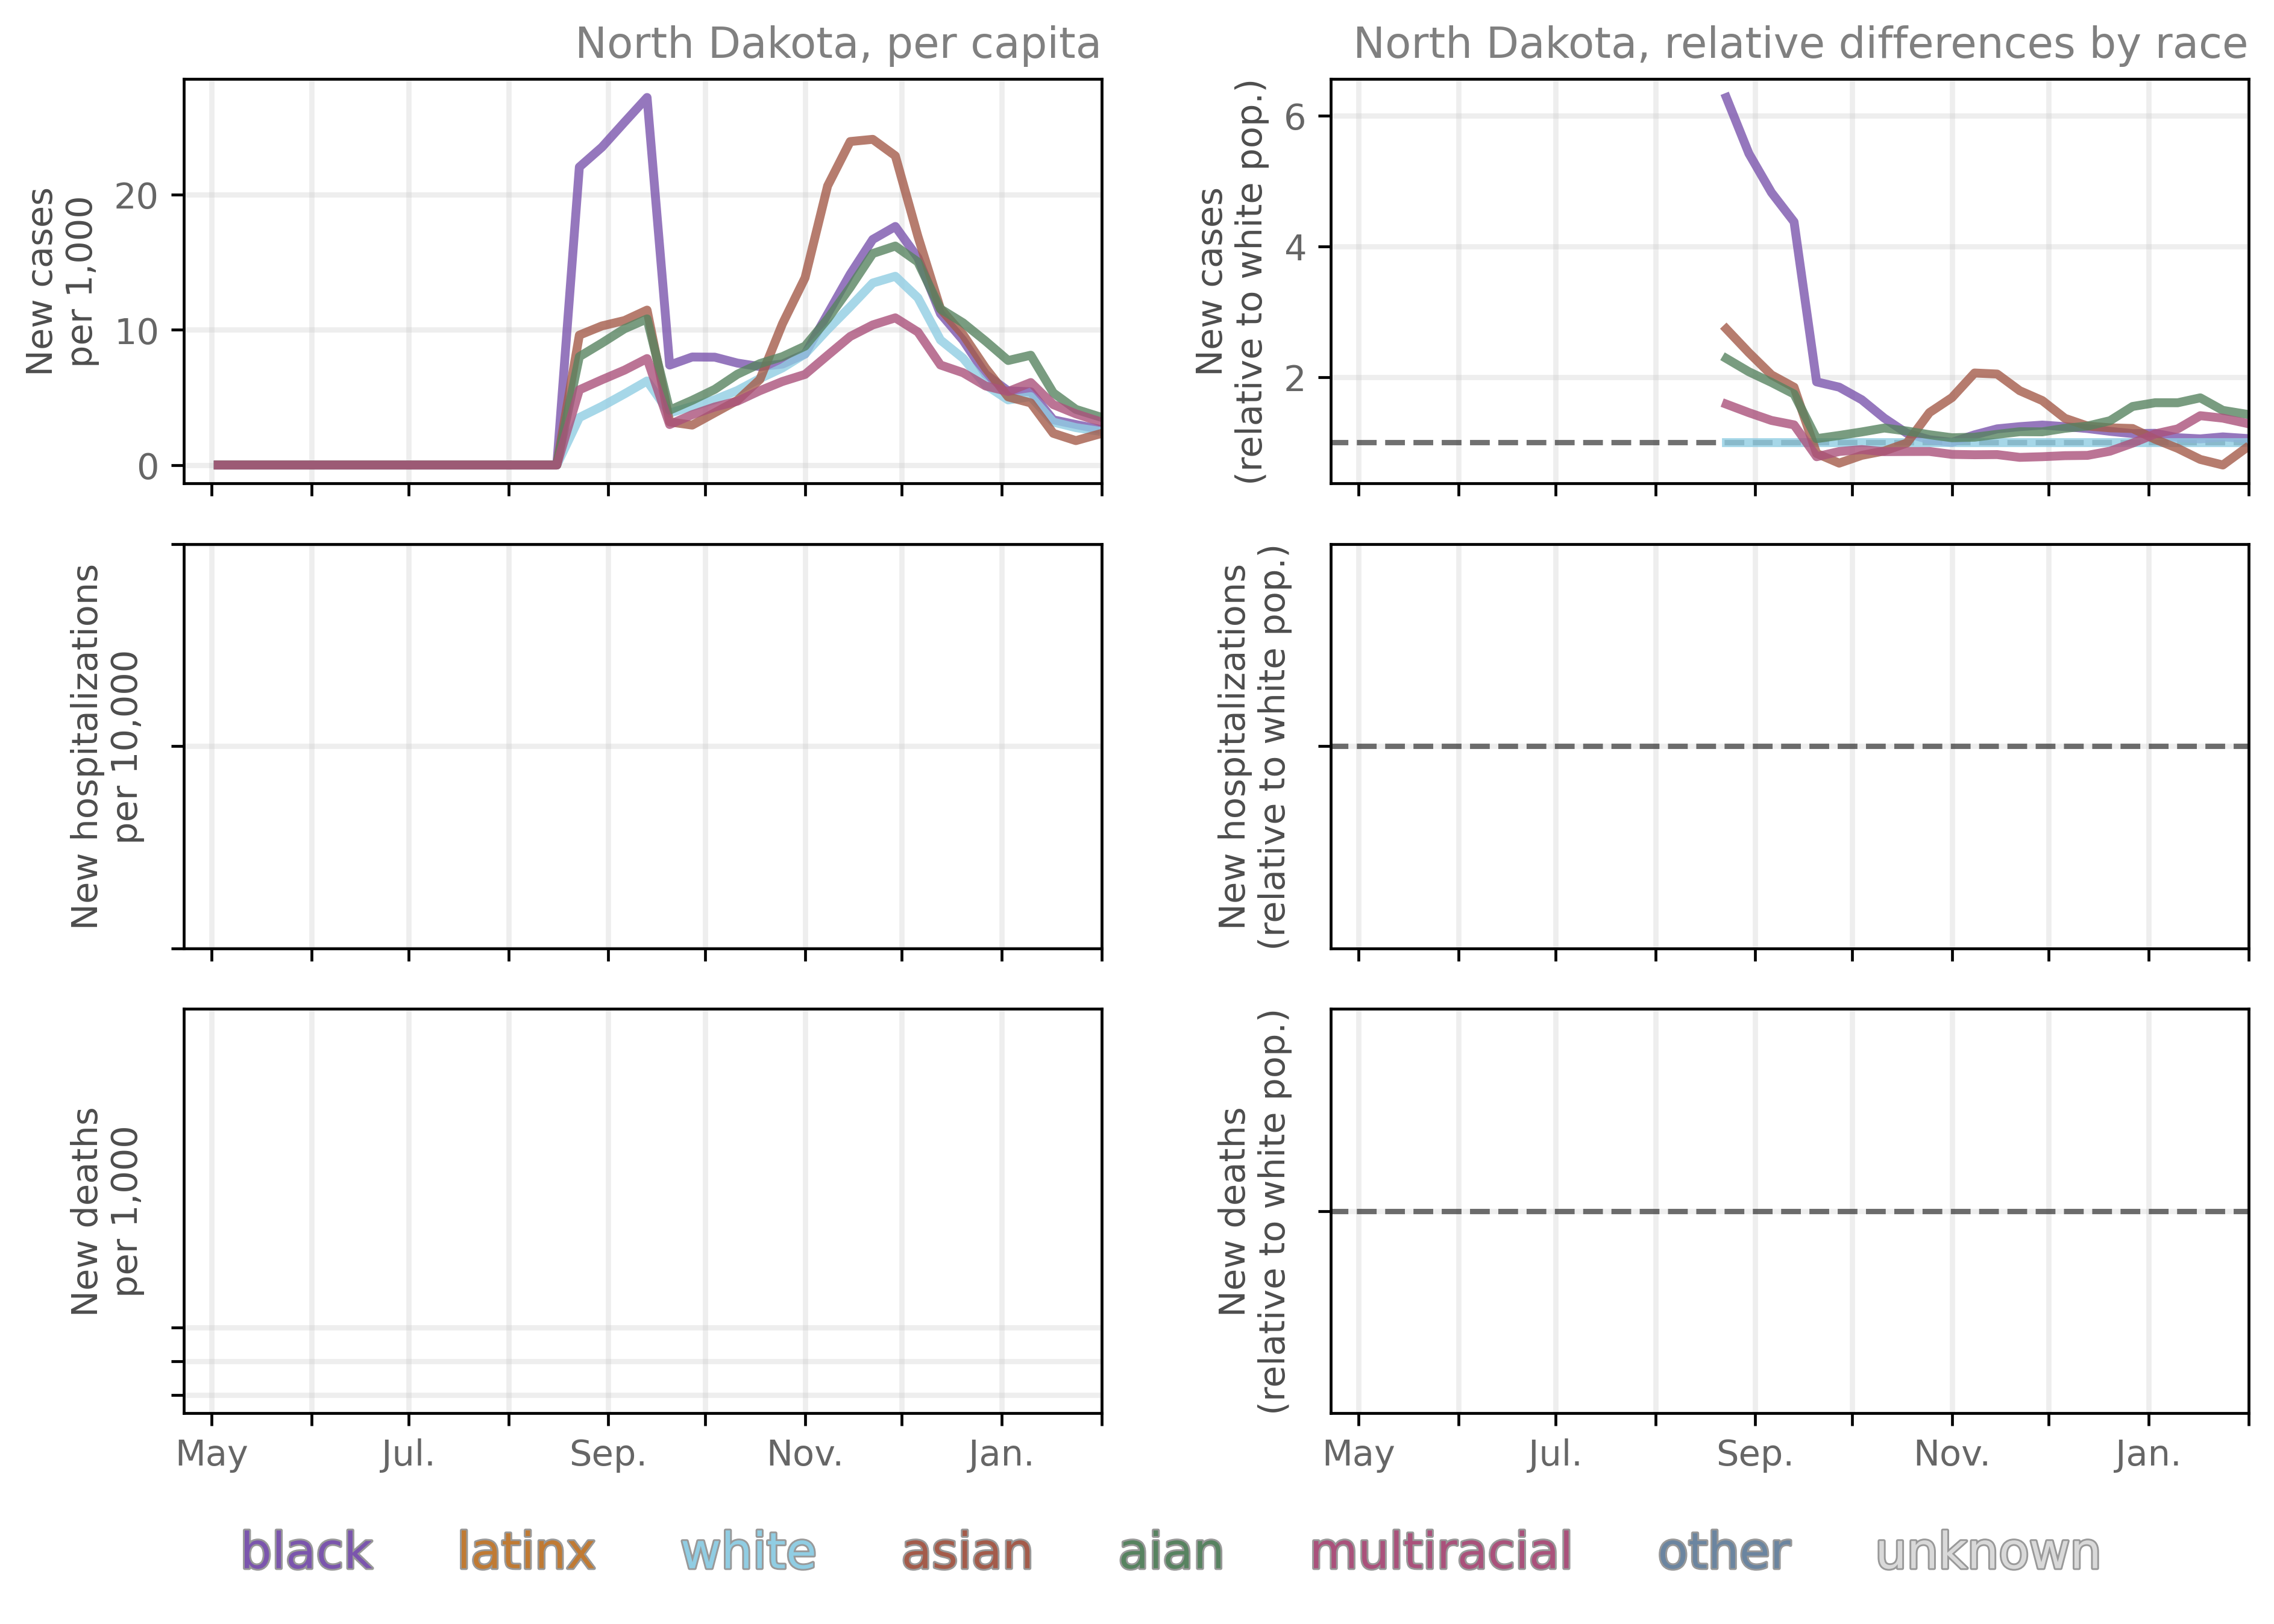 North Dakota, per capita
North Dakota, relative differences by race
New cases
per 1,000
20
10
0
New cases
(relative to white pop.)
6
4
2
New hospitalizations
per 10,000
New hospitalizations
(relative to white pop.)
New deaths
per 1,000
New deaths
(relative to white pop.)
May Jul. Sep. Nov. Jan.
May Jul. Sep. Nov. Jan.
black latinx white asian aian multiracial other unknown